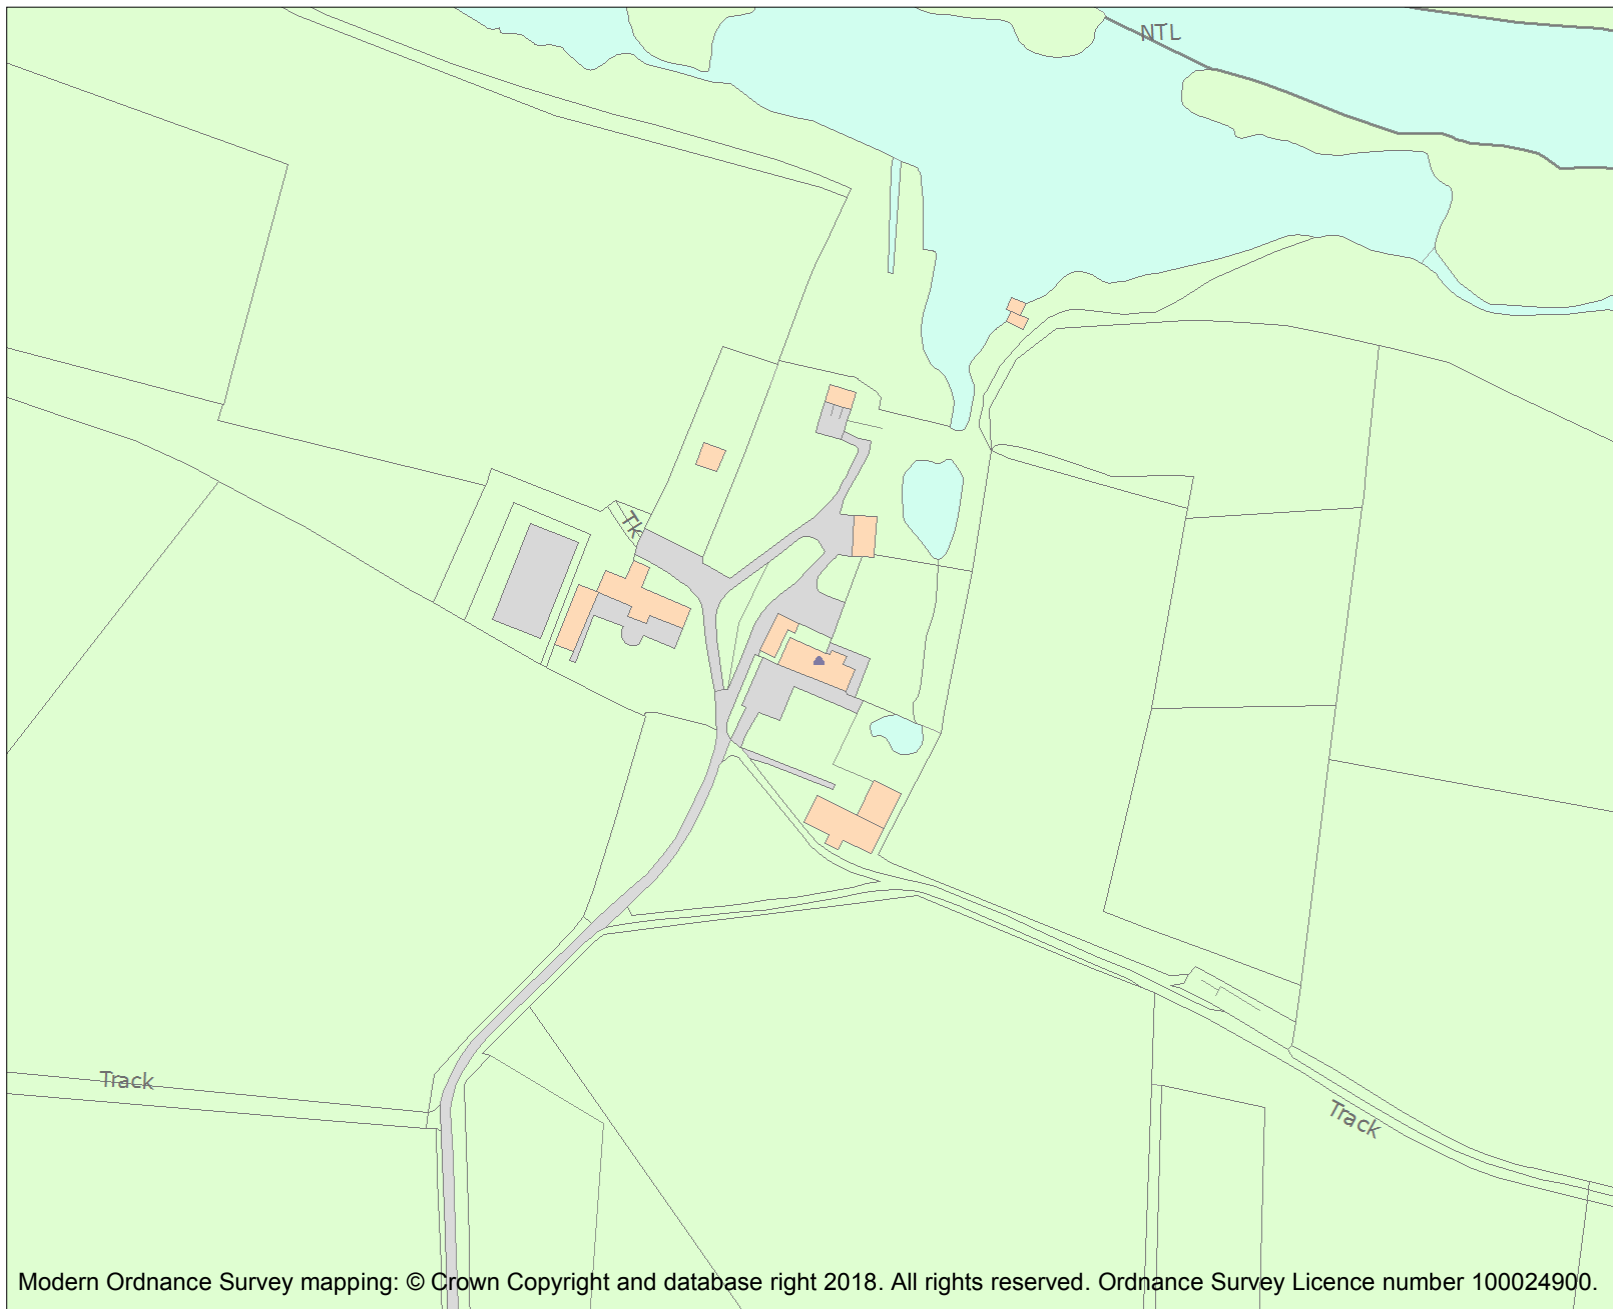 NTL
Tk
Track
Track
Modern Ordnance Survey mapping: © Crown Copyright and database right 2018. All rights reserved. Ordnance Survey Licence number 100024900.